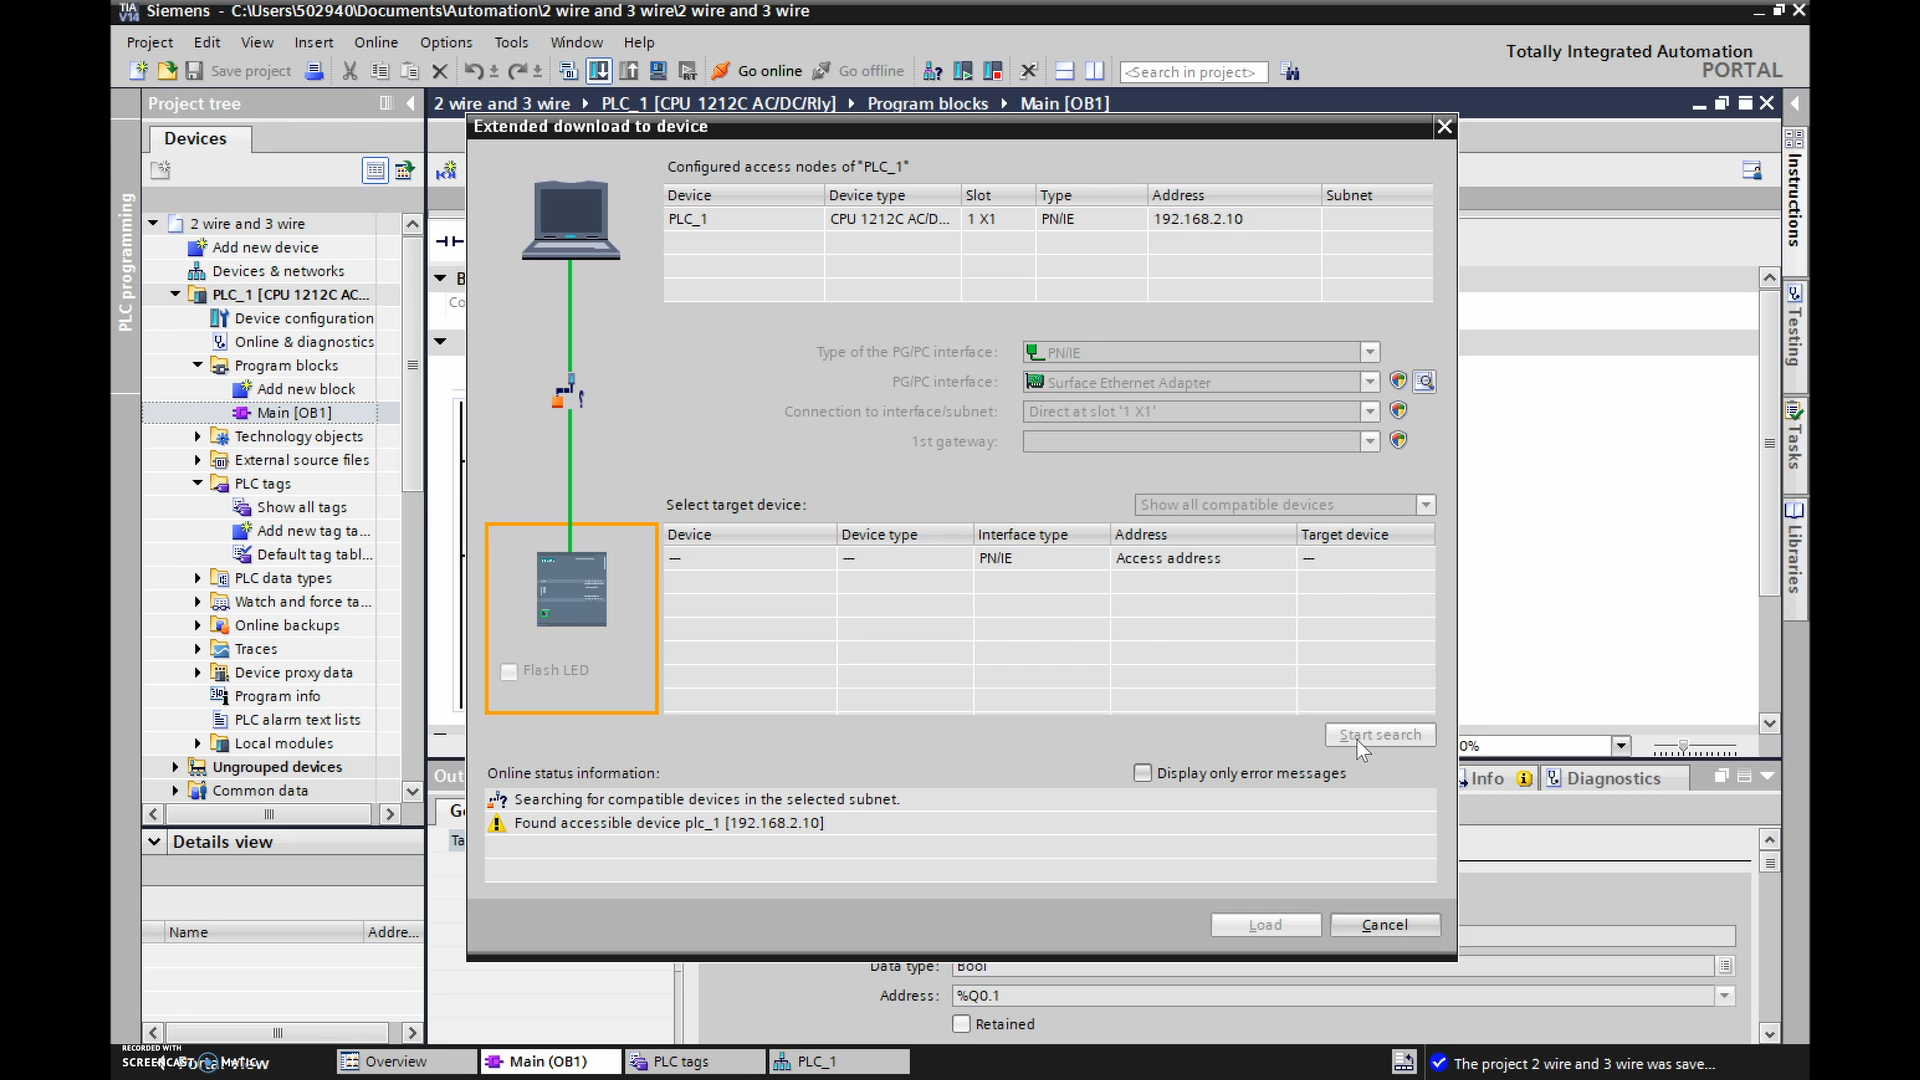 TIA V14 Siemens - C:\Users\502940\Documents\Automation\2 wire and 3 wire\2 wire and 3 wire
Project Edit View Insert Online Options Tools Window Help
Totally Integrated Automation
PORTAL
Save project Go online Go offline <Search in project>
Project tree
2 wire and 3 wire PLC_1 [CPU 1212C AC/DC/Rly] Program blocks Main [OB1]
Devices
PLC programming
2 wire and 3 wire
Add new device
Devices & networks
PLC_1 [CPU 1212C AC...
Device configuration
Online & diagnostics
Program blocks
Add new block
Main [OB1]
Technology objects
External source files
PLC tags
Show all tags
Add new tag ta...
Default tag tabl...
PLC data types
Watch and force ta...
Online backups
Traces
Device proxy data
Program info
PLC alarm text lists
Local modules
Ungrouped devices
Common data
Details view
Name Addre...
Extended download to device
Configured access nodes of "PLC_1"
Device Device type Slot Type Address Subnet
PLC_1 CPU 1212C AC/D... 1 X1 PN/IE 192.168.2.10
Type of the PG/PC interface: PN/IE
PG/PC interface: Surface Ethernet Adapter
Connection to interface/subnet: Direct at slot '1 X1'
1st gateway:
Select target device: Show all compatible devices
Device Device type Interface type Address Target device
--- --- PN/IE Access address ---
Flash LED
Start search
Online status information: Display only error messages
Searching for compatible devices in the selected subnet.
Found accessible device plc_1 [192.168.2.10]
Load Cancel
B
Co
Out
Ge
Ta
0%
Info Diagnostics
Data type: Bool
Address: %Q0.1
Retained
Instructions
Testing
Tasks
Libraries
RECORDED WITH
SCREENCAST MATIC
Portal view Overview Main (OB1) PLC tags PLC_1 The project 2 wire and 3 wire was save...